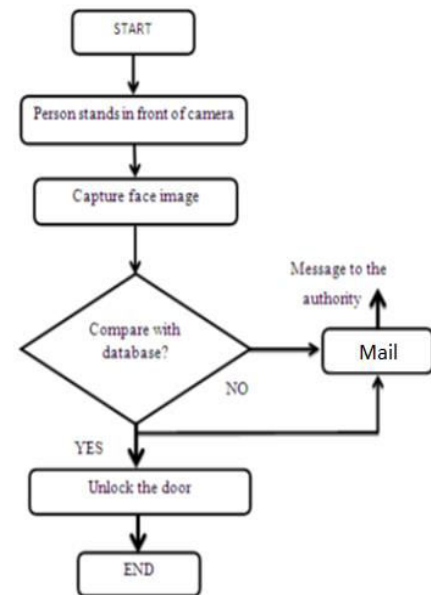 START
Person stands in front of camera
Capture face image
Message to the
authority
Compare with
database?
Mail
NO
YES
Unlock the door
END